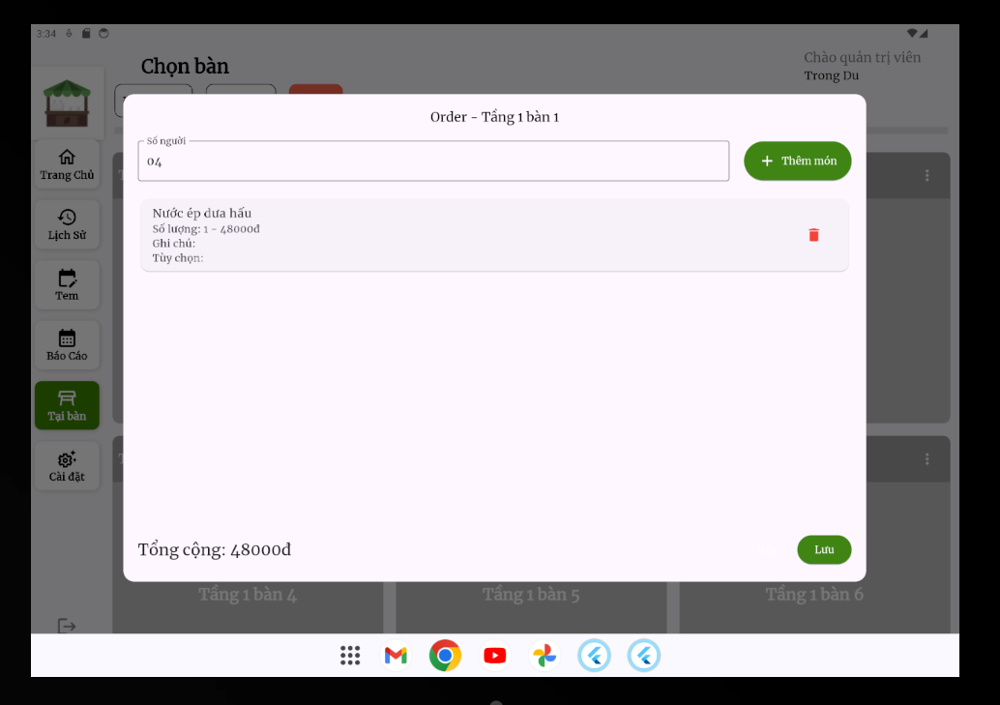 3:34
Chọn bàn
Chào quản trị viên
Trong Du
Order - Tầng 1 bàn 1
Số người
04
+ Thêm món
Nước ép dưa hấu
Số lượng: 1 - 48000đ
Ghi chú:
Tùy chọn:
Tổng cộng: 48000đ
Lưu
Trang Chủ
Lịch Sử
Tem
Báo Cáo
Tại bàn
Cài đặt
Tầng 1 bàn 4
Tầng 1 bàn 5
Tầng 1 bàn 6